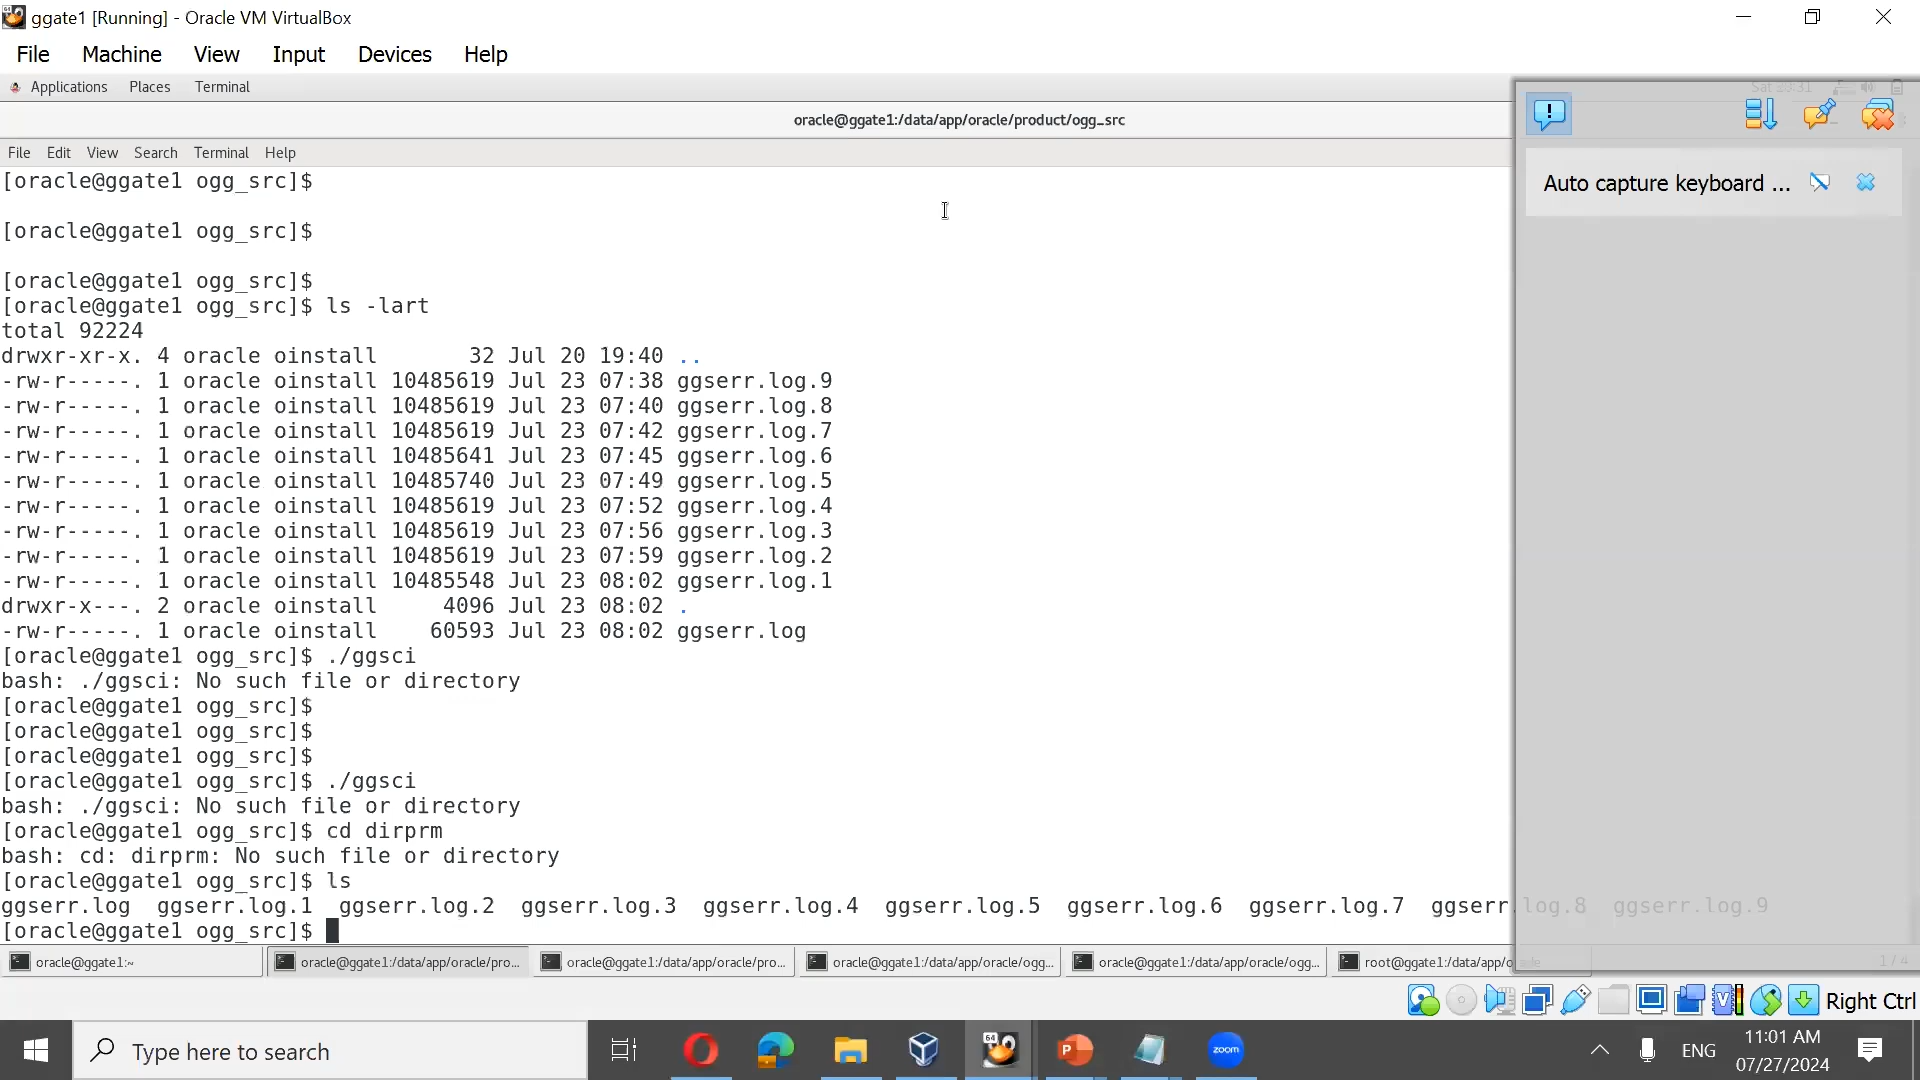 ggate1 [Running] - Oracle VM VirtualBox
File Machine View Input Devices Help
Applications Places Terminal Sat
oracle@ggate1:/data/app/oracle/product/ogg_src
File Edit View Search Terminal Help
Auto capture keyboard ...
[oracle@ggate1 ogg_src]$
[oracle@ggate1 ogg_src]$
[oracle@ggate1 ogg_src]$
[oracle@ggate1 ogg_src]$ ls -lart
total 92224
drwxr-xr-x. 4 oracle oinstall 32 Jul 20 19:40 ..
-rw-r-----. 1 oracle oinstall 10485619 Jul 23 07:38 ggserr.log.9
-rw-r-----. 1 oracle oinstall 10485619 Jul 23 07:40 ggserr.log.8
-rw-r-----. 1 oracle oinstall 10485619 Jul 23 07:42 ggserr.log.7
-rw-r-----. 1 oracle oinstall 10485641 Jul 23 07:45 ggserr.log.6
-rw-r-----. 1 oracle oinstall 10485740 Jul 23 07:49 ggserr.log.5
-rw-r-----. 1 oracle oinstall 10485619 Jul 23 07:52 ggserr.log.4
-rw-r-----. 1 oracle oinstall 10485619 Jul 23 07:56 ggserr.log.3
-rw-r-----. 1 oracle oinstall 10485619 Jul 23 07:59 ggserr.log.2
-rw-r-----. 1 oracle oinstall 10485548 Jul 23 08:02 ggserr.log.1
drwxr-x---. 2 oracle oinstall 4096 Jul 23 08:02 .
-rw-r-----. 1 oracle oinstall 60593 Jul 23 08:02 ggserr.log
[oracle@ggate1 ogg_src]$ ./ggsci
bash: ./ggsci: No such file or directory
[oracle@ggate1 ogg_src]$
[oracle@ggate1 ogg_src]$
[oracle@ggate1 ogg_src]$
[oracle@ggate1 ogg_src]$ ./ggsci
bash: ./ggsci: No such file or directory
[oracle@ggate1 ogg_src]$ cd dirprm
bash: cd: dirprm: No such file or directory
[oracle@ggate1 ogg_src]$ ls
ggserr.log ggserr.log.1 ggserr.log.2 ggserr.log.3 ggserr.log.4 ggserr.log.5 ggserr.log.6 ggserr.log.7 ggserr.log.8 ggserr.log.9
[oracle@ggate1 ogg_src]$
oracle@ggate1:~ oracle@ggate1:/data/app/oracle/pro... oracle@ggate1:/data/app/oracle/pro... oracle@ggate1:/data/app/oracle/ogg... oracle@ggate1:/data/app/oracle/ogg... root@ggate1:/data/app/oracle 1 / 4
Right Ctrl
Type here to search
zoom
ENG
11:01 AM
07/27/2024